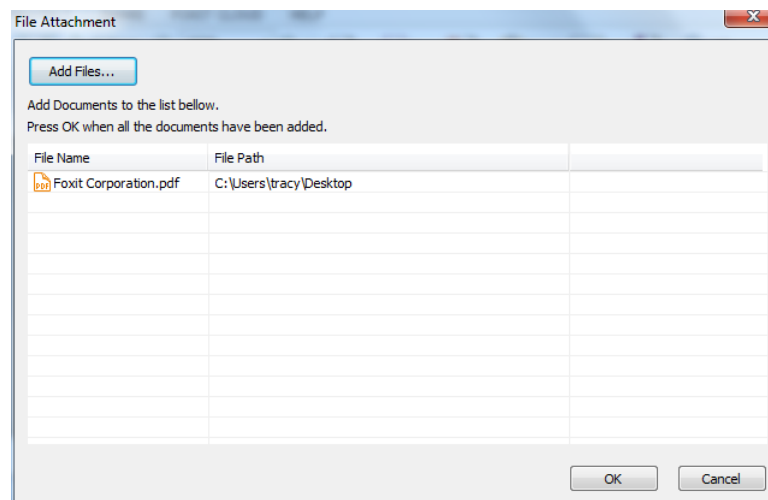 File Attachment
X
Add Files...
Add Documents to the list bellow.
Press OK when all the documents have been added.
File Name File Path
PDF Foxit Corporation.pdf C:\Users\tracy\Desktop
OK Cancel